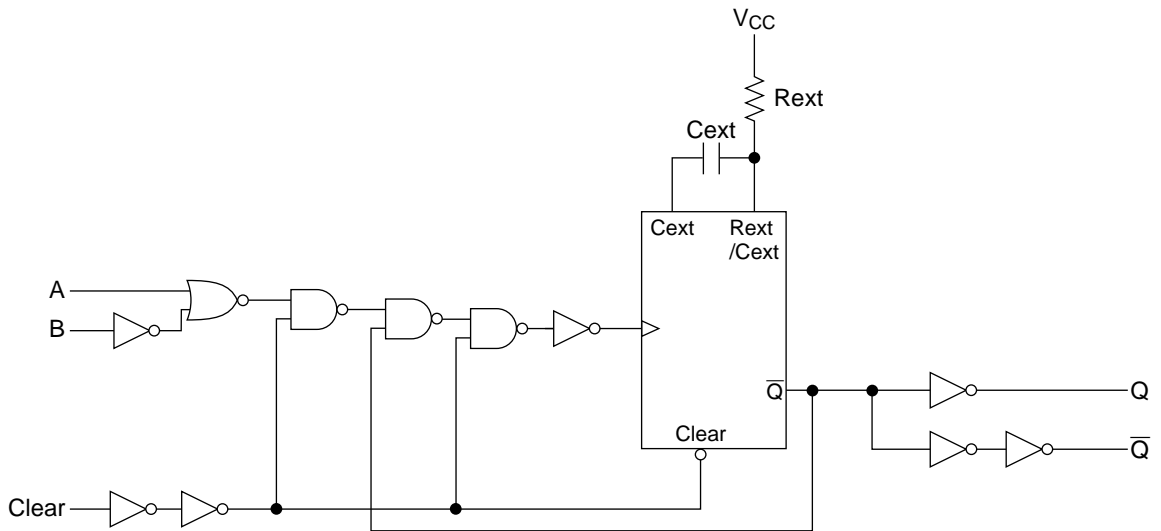 VCC
Rext
Cext
Cext
Rext
/Cext
A
B
Q̅
Q
Clear
Q̅
Clear